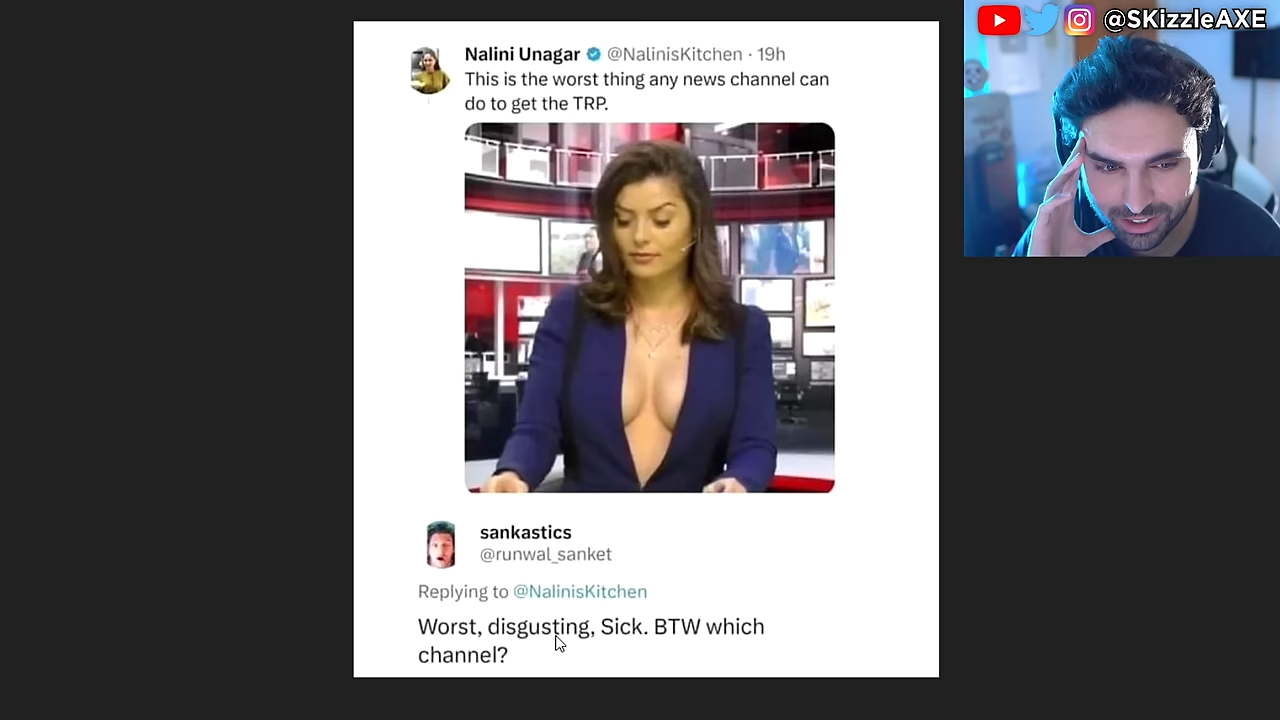 @SKizzleAXE
Nalini Unagar @NalinisKitchen · 19h
This is the worst thing any news channel can
do to get the TRP.
sankastics
@runwal_sanket
Replying to @NalinisKitchen
Worst, disgusting, Sick. BTW which
channel?